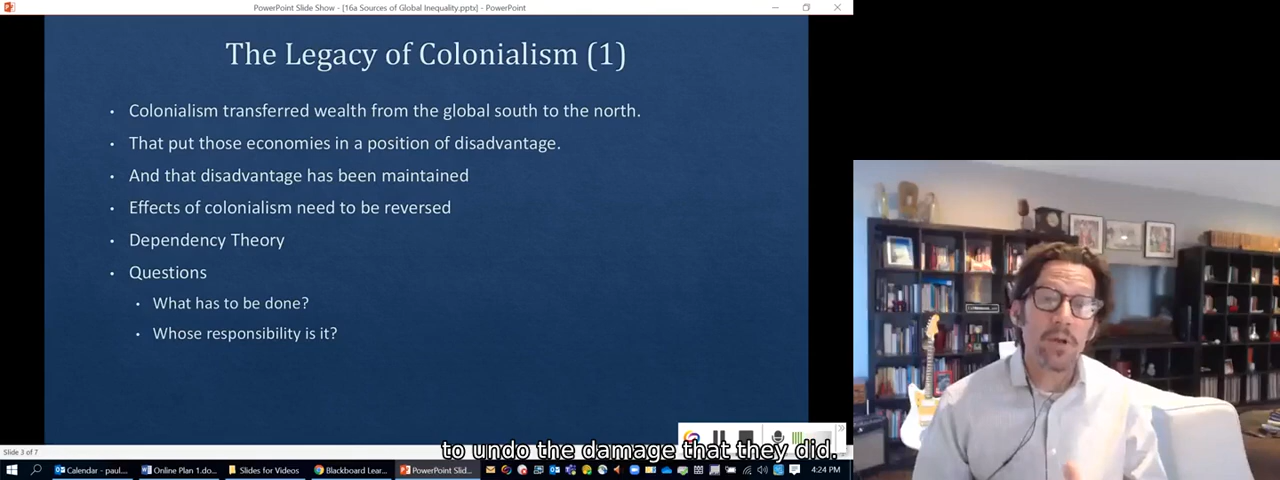 PowerPoint Slide Show - [16a Sources of Global Inequality.pptx] - PowerPoint
The Legacy of Colonialism (1)
• Colonialism transferred wealth from the global south to the north.
• That put those economies in a position of disadvantage.
• And that disadvantage has been maintained
• Effects of colonialism need to be reversed
• Dependency Theory
• Questions
• What has to be done?
• Whose responsibility is it?
to undo the damage that they did.
Slide 3 of 7
Calendar - paul...
Online Plan 1.do...
Slides for Videos
Blackboard Lear...
PowerPoint Slid...
4:24 PM